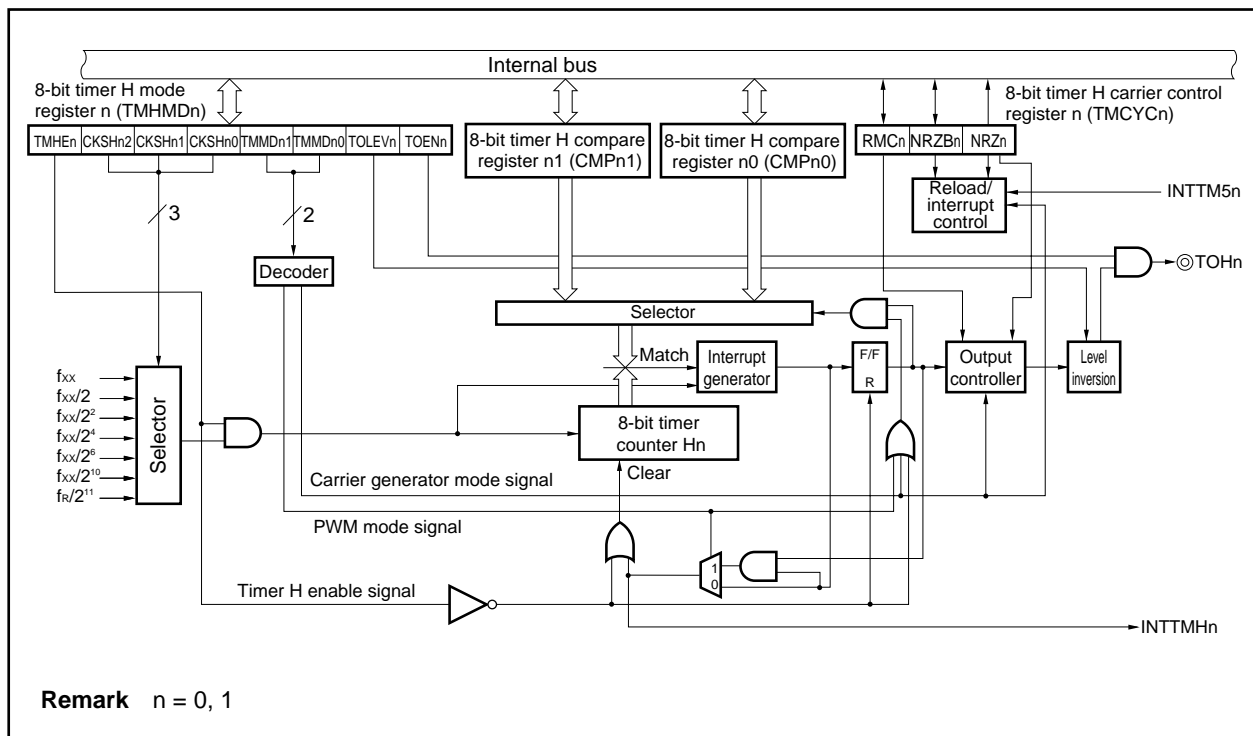 Internal bus
8-bit timer H mode
register n (TMHMDn)
8-bit timer H carrier control
register n (TMCYCn)
TMHEn CKSHn2 CKSHn1 CKSHn0 TMMDn1 TMMDn0 TOLEVn TOENn
8-bit timer H compare
register n1 (CMPn1)
8-bit timer H compare
register n0 (CMPn0)
RMCn NRZBn NRZn
Reload/
interrupt
control
INTTM5n
3
2
Decoder
TOHn
Selector
Match
Interrupt
generator
F/F
R
Output
controller
Level
inversion
fXX
fXX/2
fXX/2²
fXX/2⁴
fXX/2⁶
fXX/2¹⁰
fR/2¹¹
Selector
8-bit timer
counter Hn
Carrier generator mode signal
Clear
PWM mode signal
1
0
Timer H enable signal
INTTMHn
Remark n = 0, 1